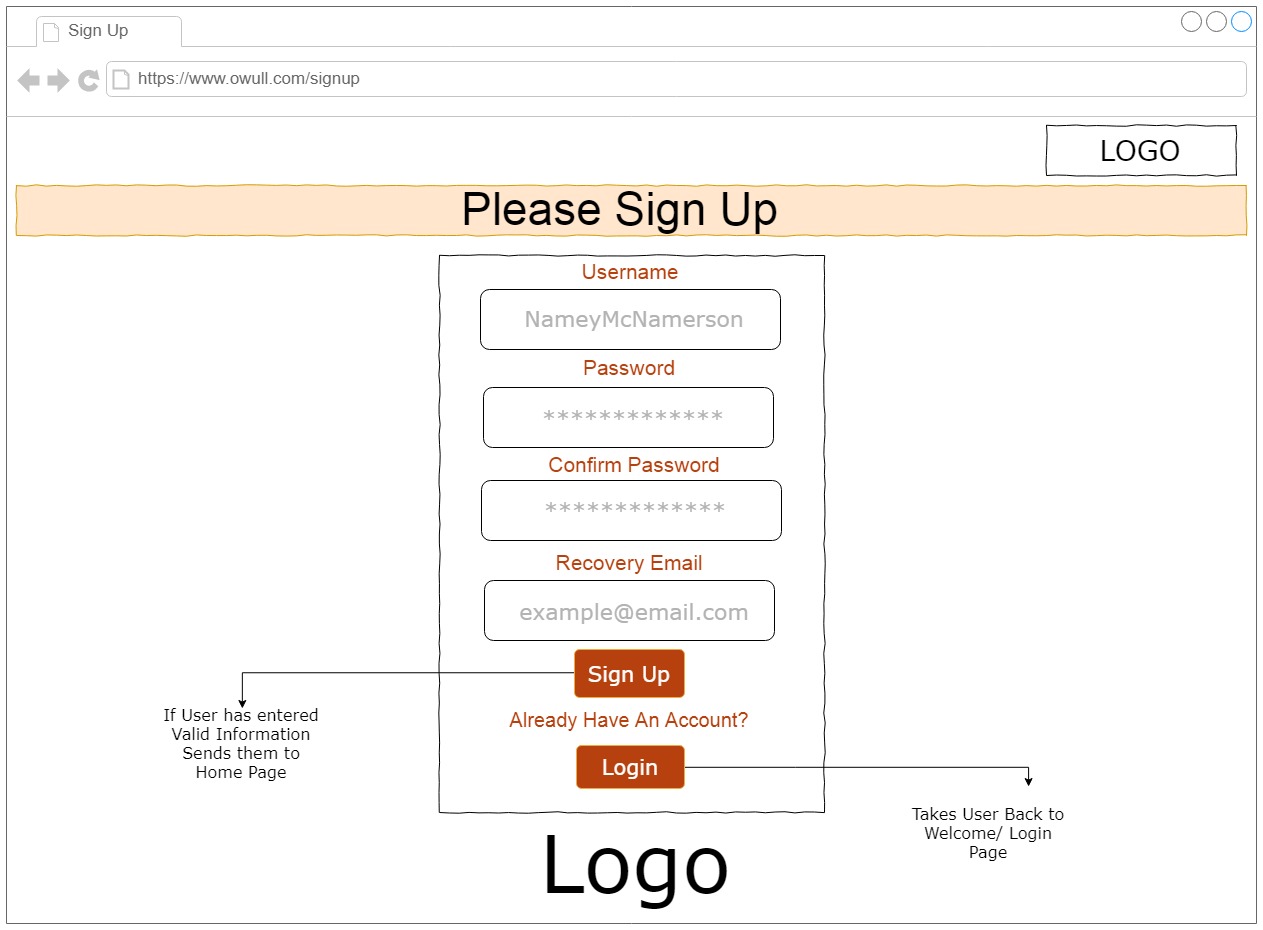 Sign Up
https://www.owull.com/signup
LOGO
Please Sign Up
Username
NameyMcNamerson
Password
*************
Confirm Password
*************
Recovery Email
example@email.com
Sign Up
If User has entered
Valid Information
Sends them to
Home Page
Already Have An Account?
Login
Takes User Back to
Welcome/ Login
Page
Logo